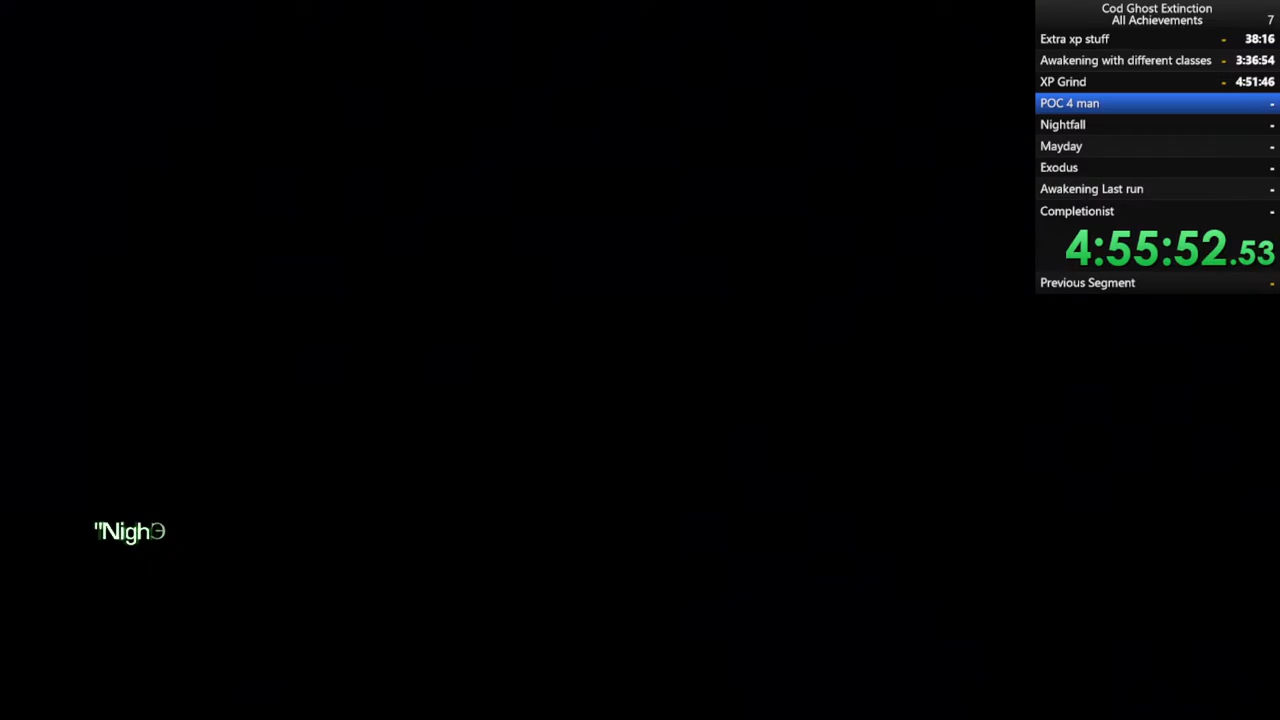 Cod Ghost Extinction
All Achievements 7
Extra xp stuff - 38:16
Awakening with different classes - 3:36:54
XP Grind - 4:51:46
POC 4 man -
Nightfall -
Mayday -
Exodus -
Awakening Last run -
Completionist -
4:55:52.53
Previous Segment -
"Nigh